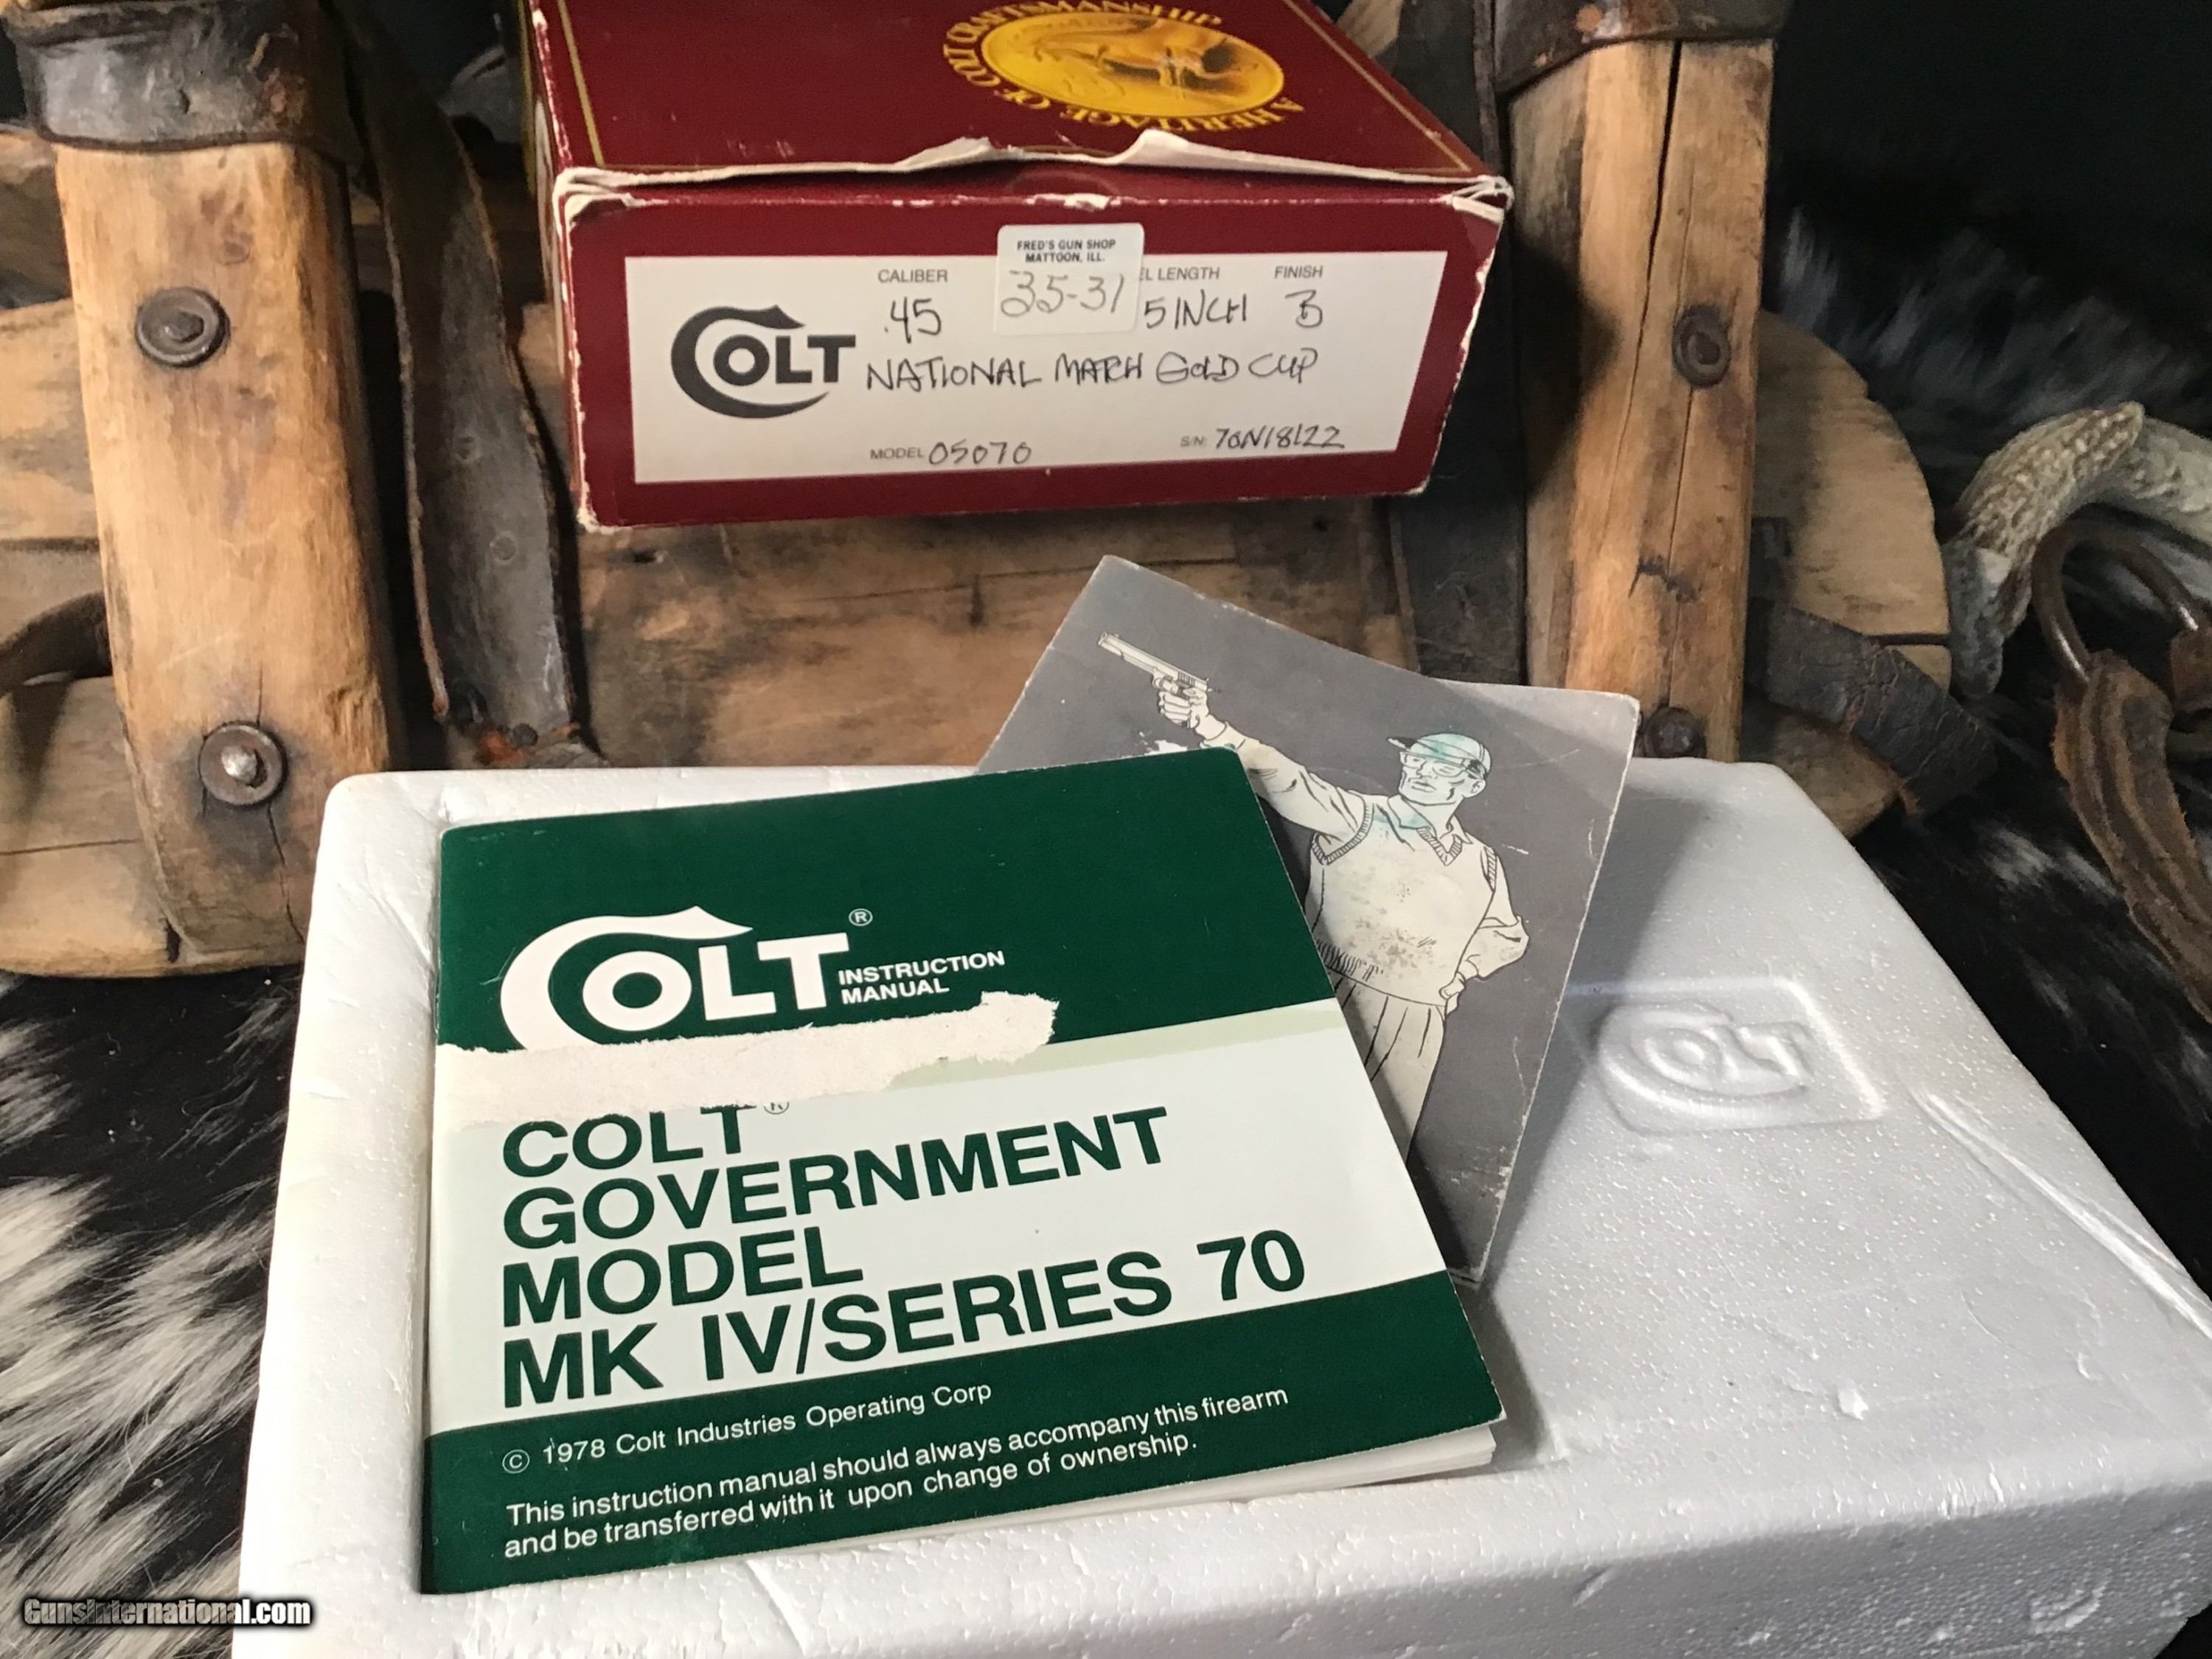 A HERITAGE OF COLT CRAFTSMANSHIP
FRED'S GUN SHOP
MATTOON, ILL.
35-31
CALIBER
EL LENGTH
FINISH
.45
5 INCH
B
COLT
NATIONAL MATCH GOLD CUP
MODEL 05070
S/N: 70N18122
COLT®
INSTRUCTION
MANUAL
COLT®
GOVERNMENT
MODEL
MK IV/SERIES 70
© 1978 Colt Industries Operating Corp
This instruction manual should always accompany this firearm
and be transferred with it upon change of ownership.
COLT
GunsInternational.com